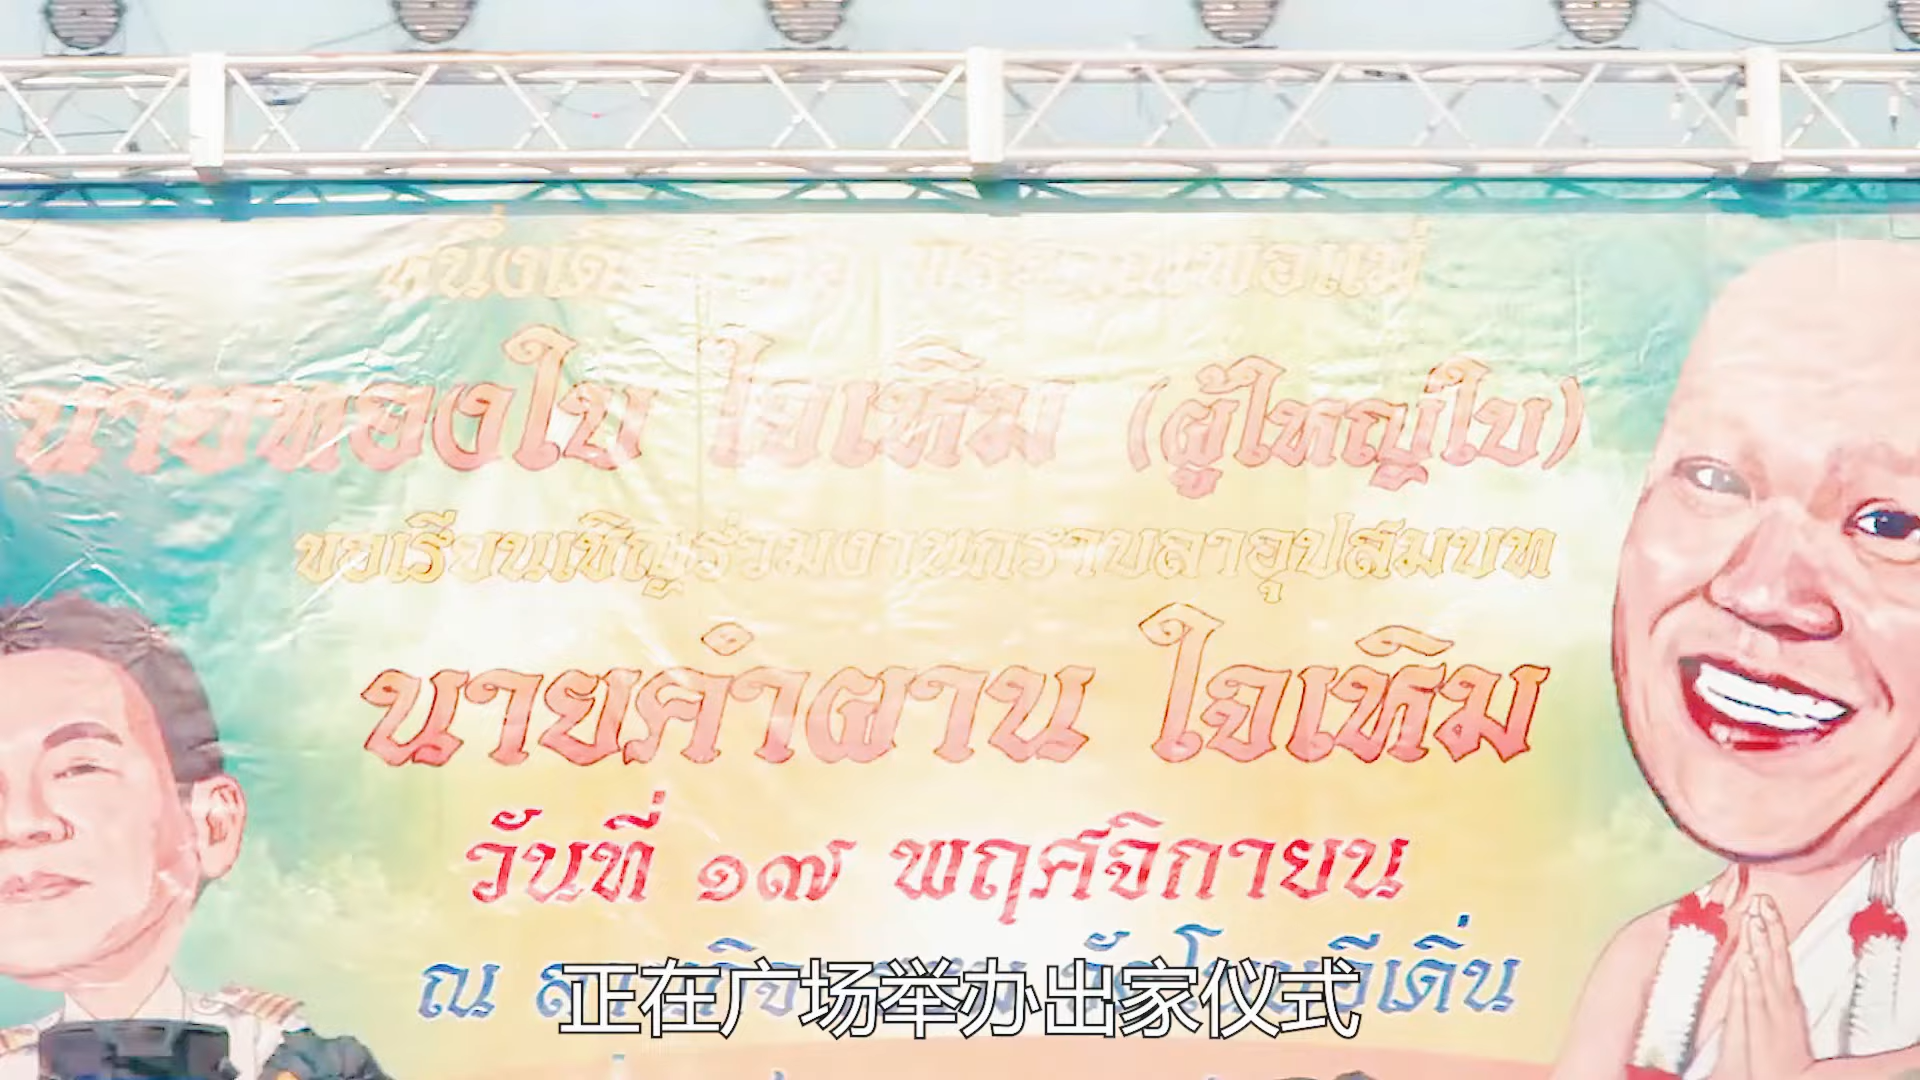 นายทองใบ ใจเหิม (ผู้ใหญ่ใบ)
ขอเรียนเชิญร่วมงานกราบลาอุปสมบท
นายคำผาน ใจเหิม
วันที่ ๑๗ พฤศจิกายน
ณ
正在广场举办出家仪式